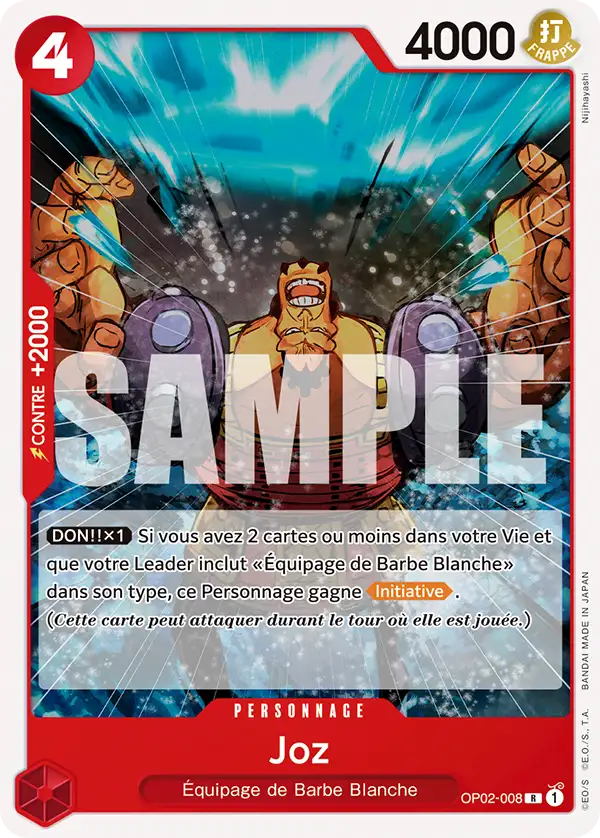 4
4000
打
FRAPPE
Nijihayashi
CONTRE +2000
SAMPLE
DON!!×1 Si vous avez 2 cartes ou moins dans votre Vie et
que votre Leader inclut «Équipage de Barbe Blanche»
dans son type, ce Personnage gagne Initiative.
(Cette carte peut attaquer durant le tour où elle est jouée.)
PERSONNAGE
Joz
Équipage de Barbe Blanche
OP02-008 R 1
©EO/S ©E.O./S., T.A. BANDAI MADE IN JAPAN